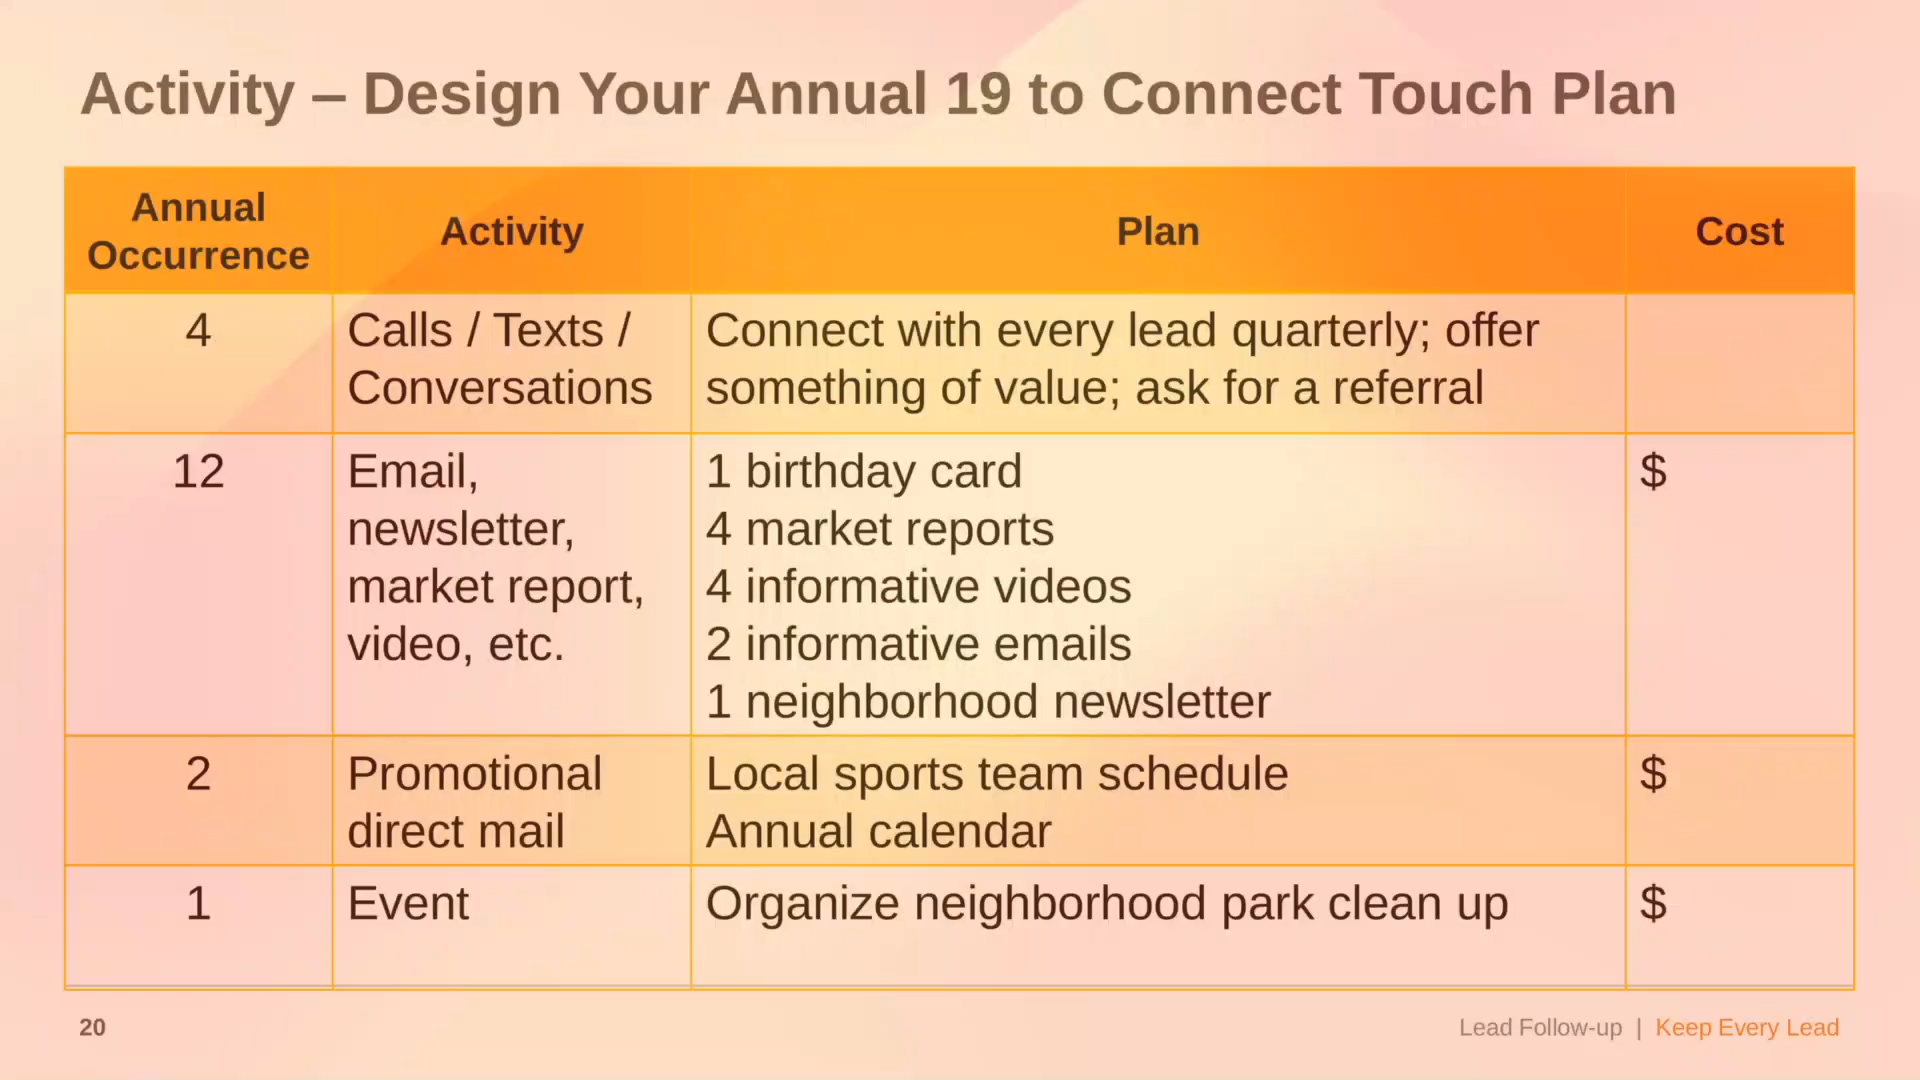 Activity – Design Your Annual 19 to Connect Touch Plan
Annual
Occurrence
Activity
Plan
Cost
4
Calls / Texts /
Conversations
Connect with every lead quarterly; offer
something of value; ask for a referral
12
Email,
newsletter,
market report,
video, etc.
1 birthday card
4 market reports
4 informative videos
2 informative emails
1 neighborhood newsletter
$
2
Promotional
direct mail
Local sports team schedule
Annual calendar
$
1
Event
Organize neighborhood park clean up
$
20
Lead Follow-up | Keep Every Lead